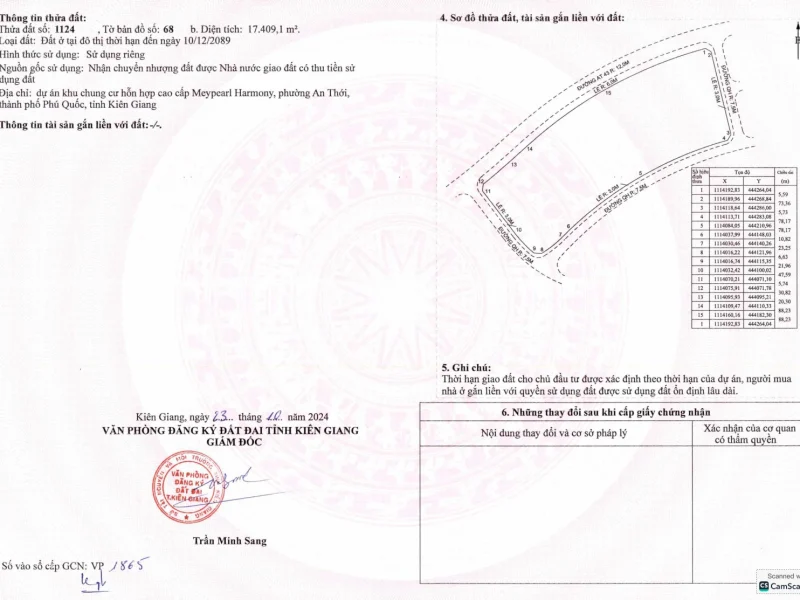 Thông tin thửa đất:
Thửa đất số: 1124 , Tờ bản đồ số: 68 b. Diện tích: 17.409,1 m².
Loại đất: Đất ở tại đô thị thời hạn đến ngày 10/12/2089
Hình thức sử dụng: Sử dụng riêng
Nguồn gốc sử dụng: Nhận chuyển nhượng đất được Nhà nước giao đất có thu tiền sử
dụng đất
Địa chỉ: dự án khu chung cư hỗn hợp cao cấp Meypearl Harmony, phường An Thới,
thành phố Phú Quốc, tỉnh Kiên Giang
Thông tin tài sản gắn liền với đất: -/-.
Kiên Giang, ngày 23 tháng 10 năm 2024
VĂN PHÒNG ĐĂNG KÝ ĐẤT ĐAI TỈNH KIÊN GIANG
GIÁM ĐỐC
VĂN PHÒNG
ĐĂNG KÝ
ĐẤT ĐAI
T.KIÊN GIANG
Trần Minh Sang
Số vào sổ cấp GCN: VP 1865
4. Sơ đồ thửa đất, tài sản gắn liền với đất:
ĐƯỜNG AT 43 R. 12,0M
LỀ R. 6,0M
LỀ R. 3,0M
ĐƯỜNG QH R. 7,0M
LỀ R. 3,0M
ĐƯỜNG QH R. 7,0M
LỀ R. 3,0M
ĐƯỜNG QH R. 7,0M
Số hiệu đỉnh thửa Tọa độ Chiều dài
X Y (m)
1 1114192,83 444264,04
5,59
2 1114189,96 444268,84
73,36
3 1114118,64 444286,00
5,73
4 1114113,71 444283,08
78,17
5 1114084,05 444210,96
78,17
6 1114037,99 444148,03
10,82
7 1114030,46 444140,26
23,25
8 1114016,22 444121,96
6,63
9 1114016,74 444115,35
21,96
10 1114032,42 444100,02
47,59
11 1114070,21 444071,10
5,74
12 1114075,91 444071,78
30,82
13 1114095,93 444095,21
20,30
14 1114109,47 444110,33
88,23
15 1114160,16 444182,30
88,23
1 1114192,83 444264,04
5. Ghi chú:
Thời hạn giao đất cho chủ đầu tư được xác định theo thời hạn của dự án, người mua
nhà ở gắn liền với quyền sử dụng đất được sử dụng đất ổn định lâu dài.
6. Những thay đổi sau khi cấp giấy chứng nhận
Nội dung thay đổi và cơ sở pháp lý
Xác nhận của cơ quan
có thẩm quyền
Scanned w
CS CamSca